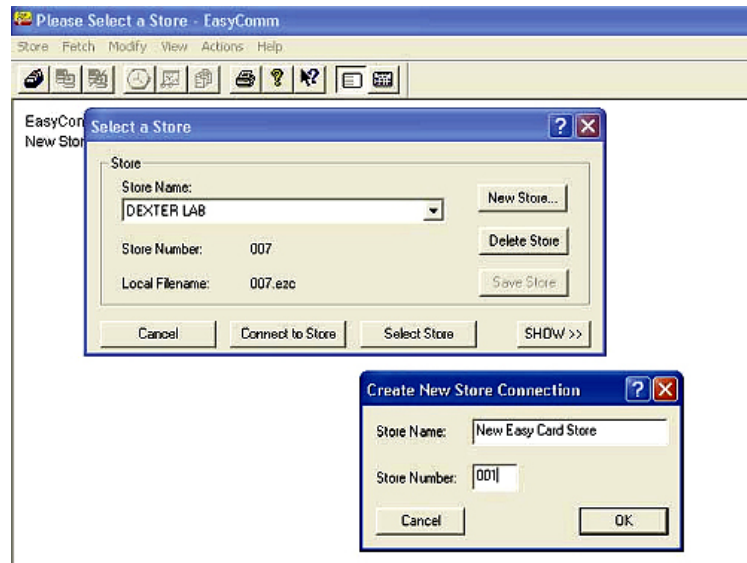 Please Select a Store - EasyComm
Store Fetch Modify View Actions Help
EasyCom
New Stor
Select a Store
Store
Store Name:
DEXTER LAB
New Store...
Store Number: 007
Delete Store
Local Filename: 007.ezc
Save Store
Cancel Connect to Store Select Store SHOW >>
Create New Store Connection
Store Name: New Easy Card Store
Store Number: 001
Cancel OK